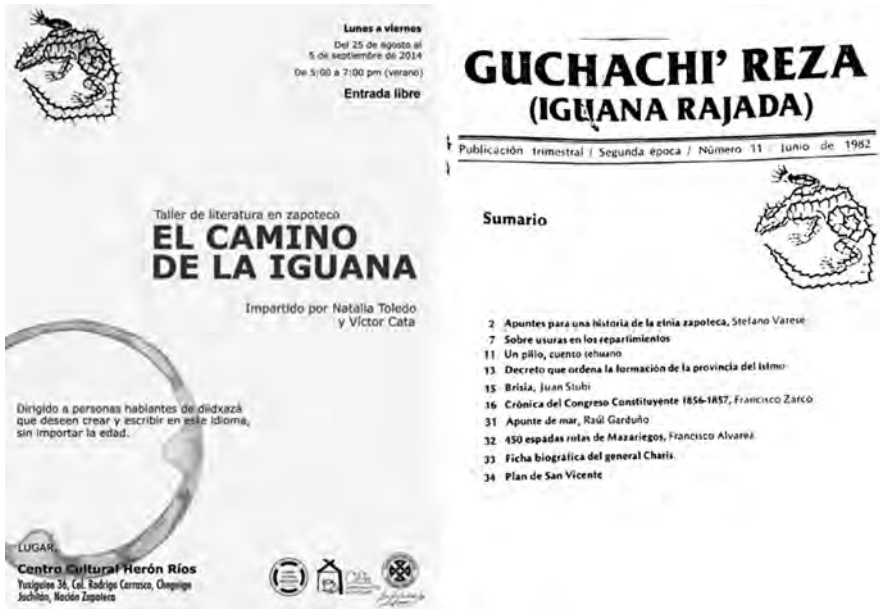 Lunes a viernes
Del 25 de agosto al
5 de septiembre de 2014
De 5:00 a 7:00 pm (verano)
Entrada libre
Taller de literatura en zapoteco
EL CAMINO
DE LA IGUANA
Impartido por Natalia Toledo
y Víctor Cata
Dirigido a personas hablantes de diidxazá
que deseen crear y escribir en este idioma,
sin importar la edad.
LUGAR.
Centro Cultural Herón Ríos
36, Col. Rodrigo Carrasco, Cheguigo
Juchitán, Nación Zapoteca
GUCHACHI' REZA
(IGUANA RAJADA)
Publicación trimestral / Segunda época / Número 11 Junio de 1982
Sumario
2 Apuntes para una historia de la etnia zapoteca, Stefano Varese
7 Sobre usuras en los repartimientos
11 Un pillo, cuento tehuano
13 Decreto que ordena la formación de la provincia del Istmo
15 Brisia, Juan Stubi
16 Crónica del Congreso Constituyente 1856-1857, Francisco Zarco
31 Apunte de mar, Raúl Garduño
32 450 espadas rotas de Mazariegos, Francisco Alvarez
33 Ficha biográfica del general Charis
34 Plan de San Vicente